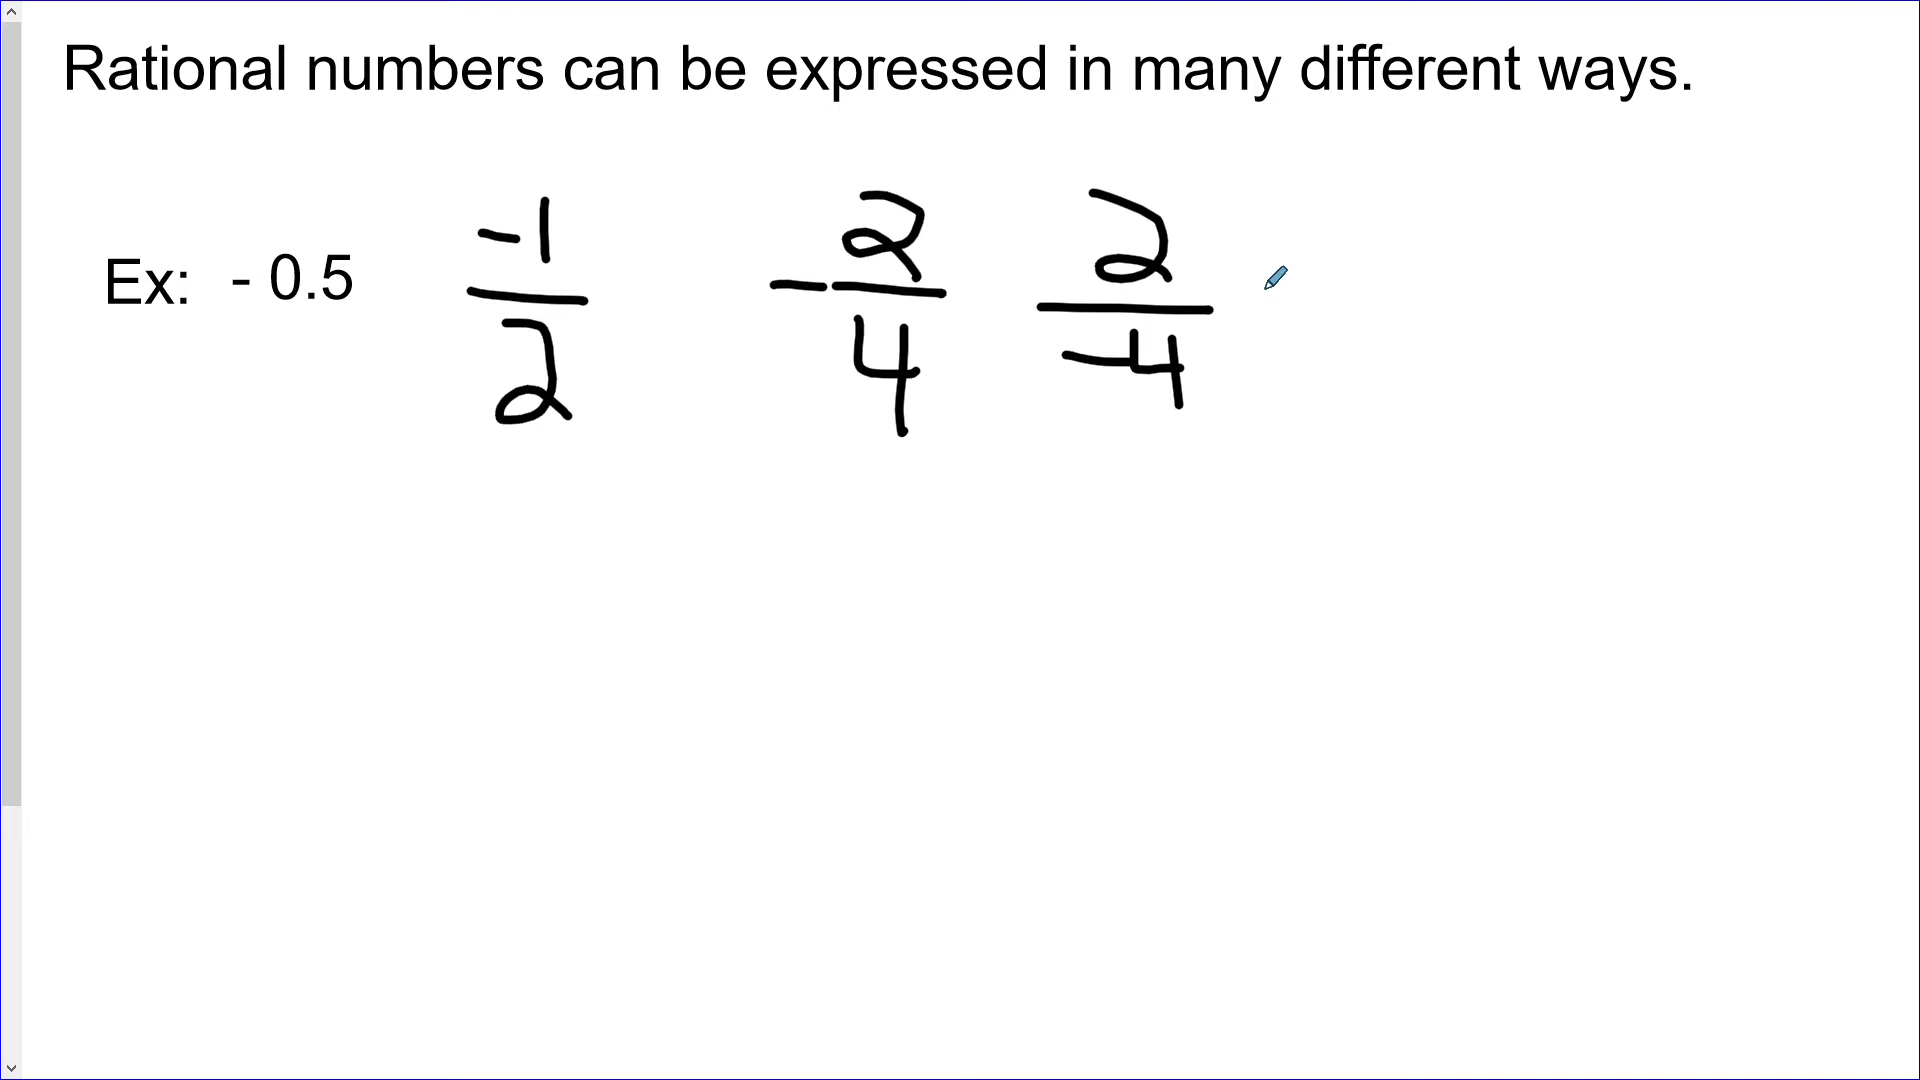 Rational numbers can be expressed in many different ways.
Ex: - 0.5 -1/2 -2/4 2/-4